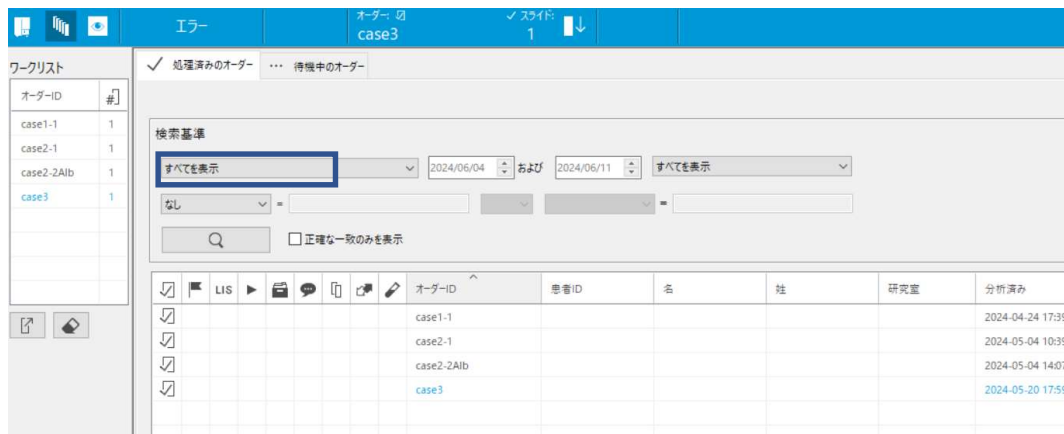 エラー
オーダー:
case3
スライド:
1
ワークリスト
オーダーID #
case1-1 1
case2-1 1
case2-2Alb 1
case3 1
処理済みのオーダー
待機中のオーダー
検索基準
すべてを表示 2024/06/04 および 2024/06/11 すべてを表示
なし = =
正確な一致のみを表示
LIS オーダーID 患者ID 名 姓 研究室 分析済み
case1-1 2024-04-24 17:39
case2-1 2024-05-04 10:39
case2-2Alb 2024-05-04 14:07
case3 2024-05-20 17:59